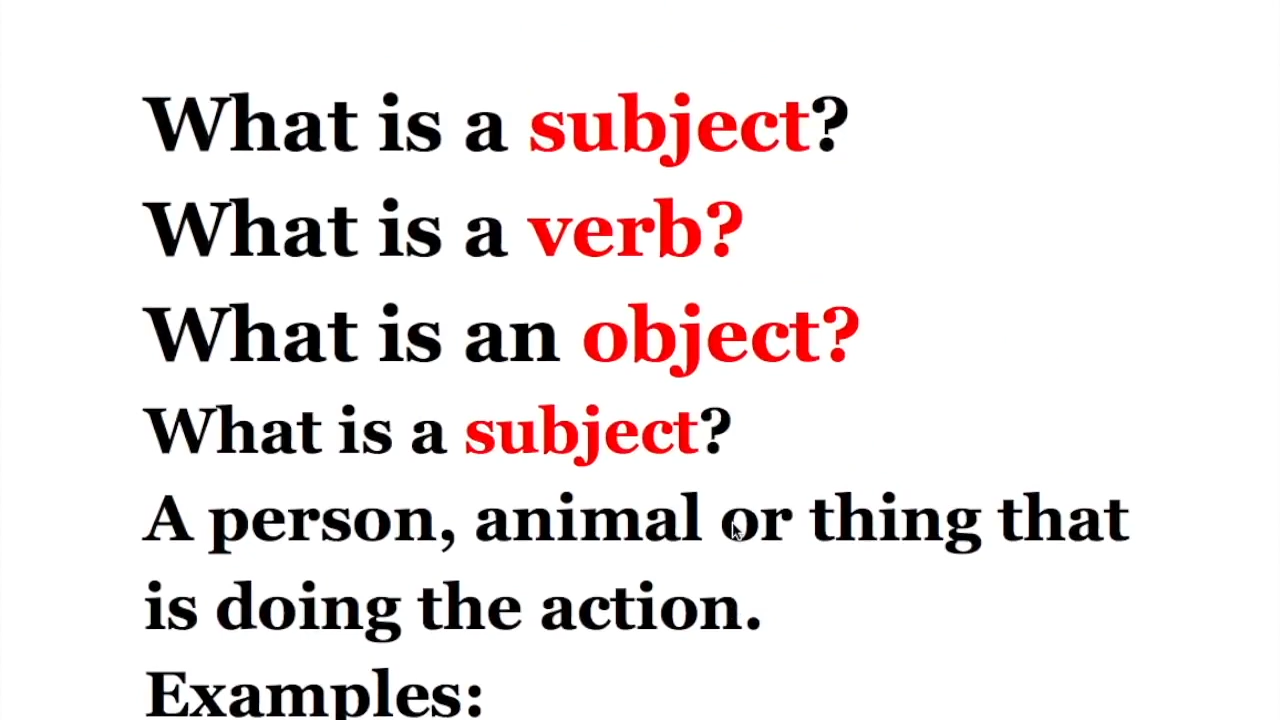 What is a subject?
What is a verb?
What is an object?
What is a subject?
A person, animal or thing that
is doing the action.
Examples: